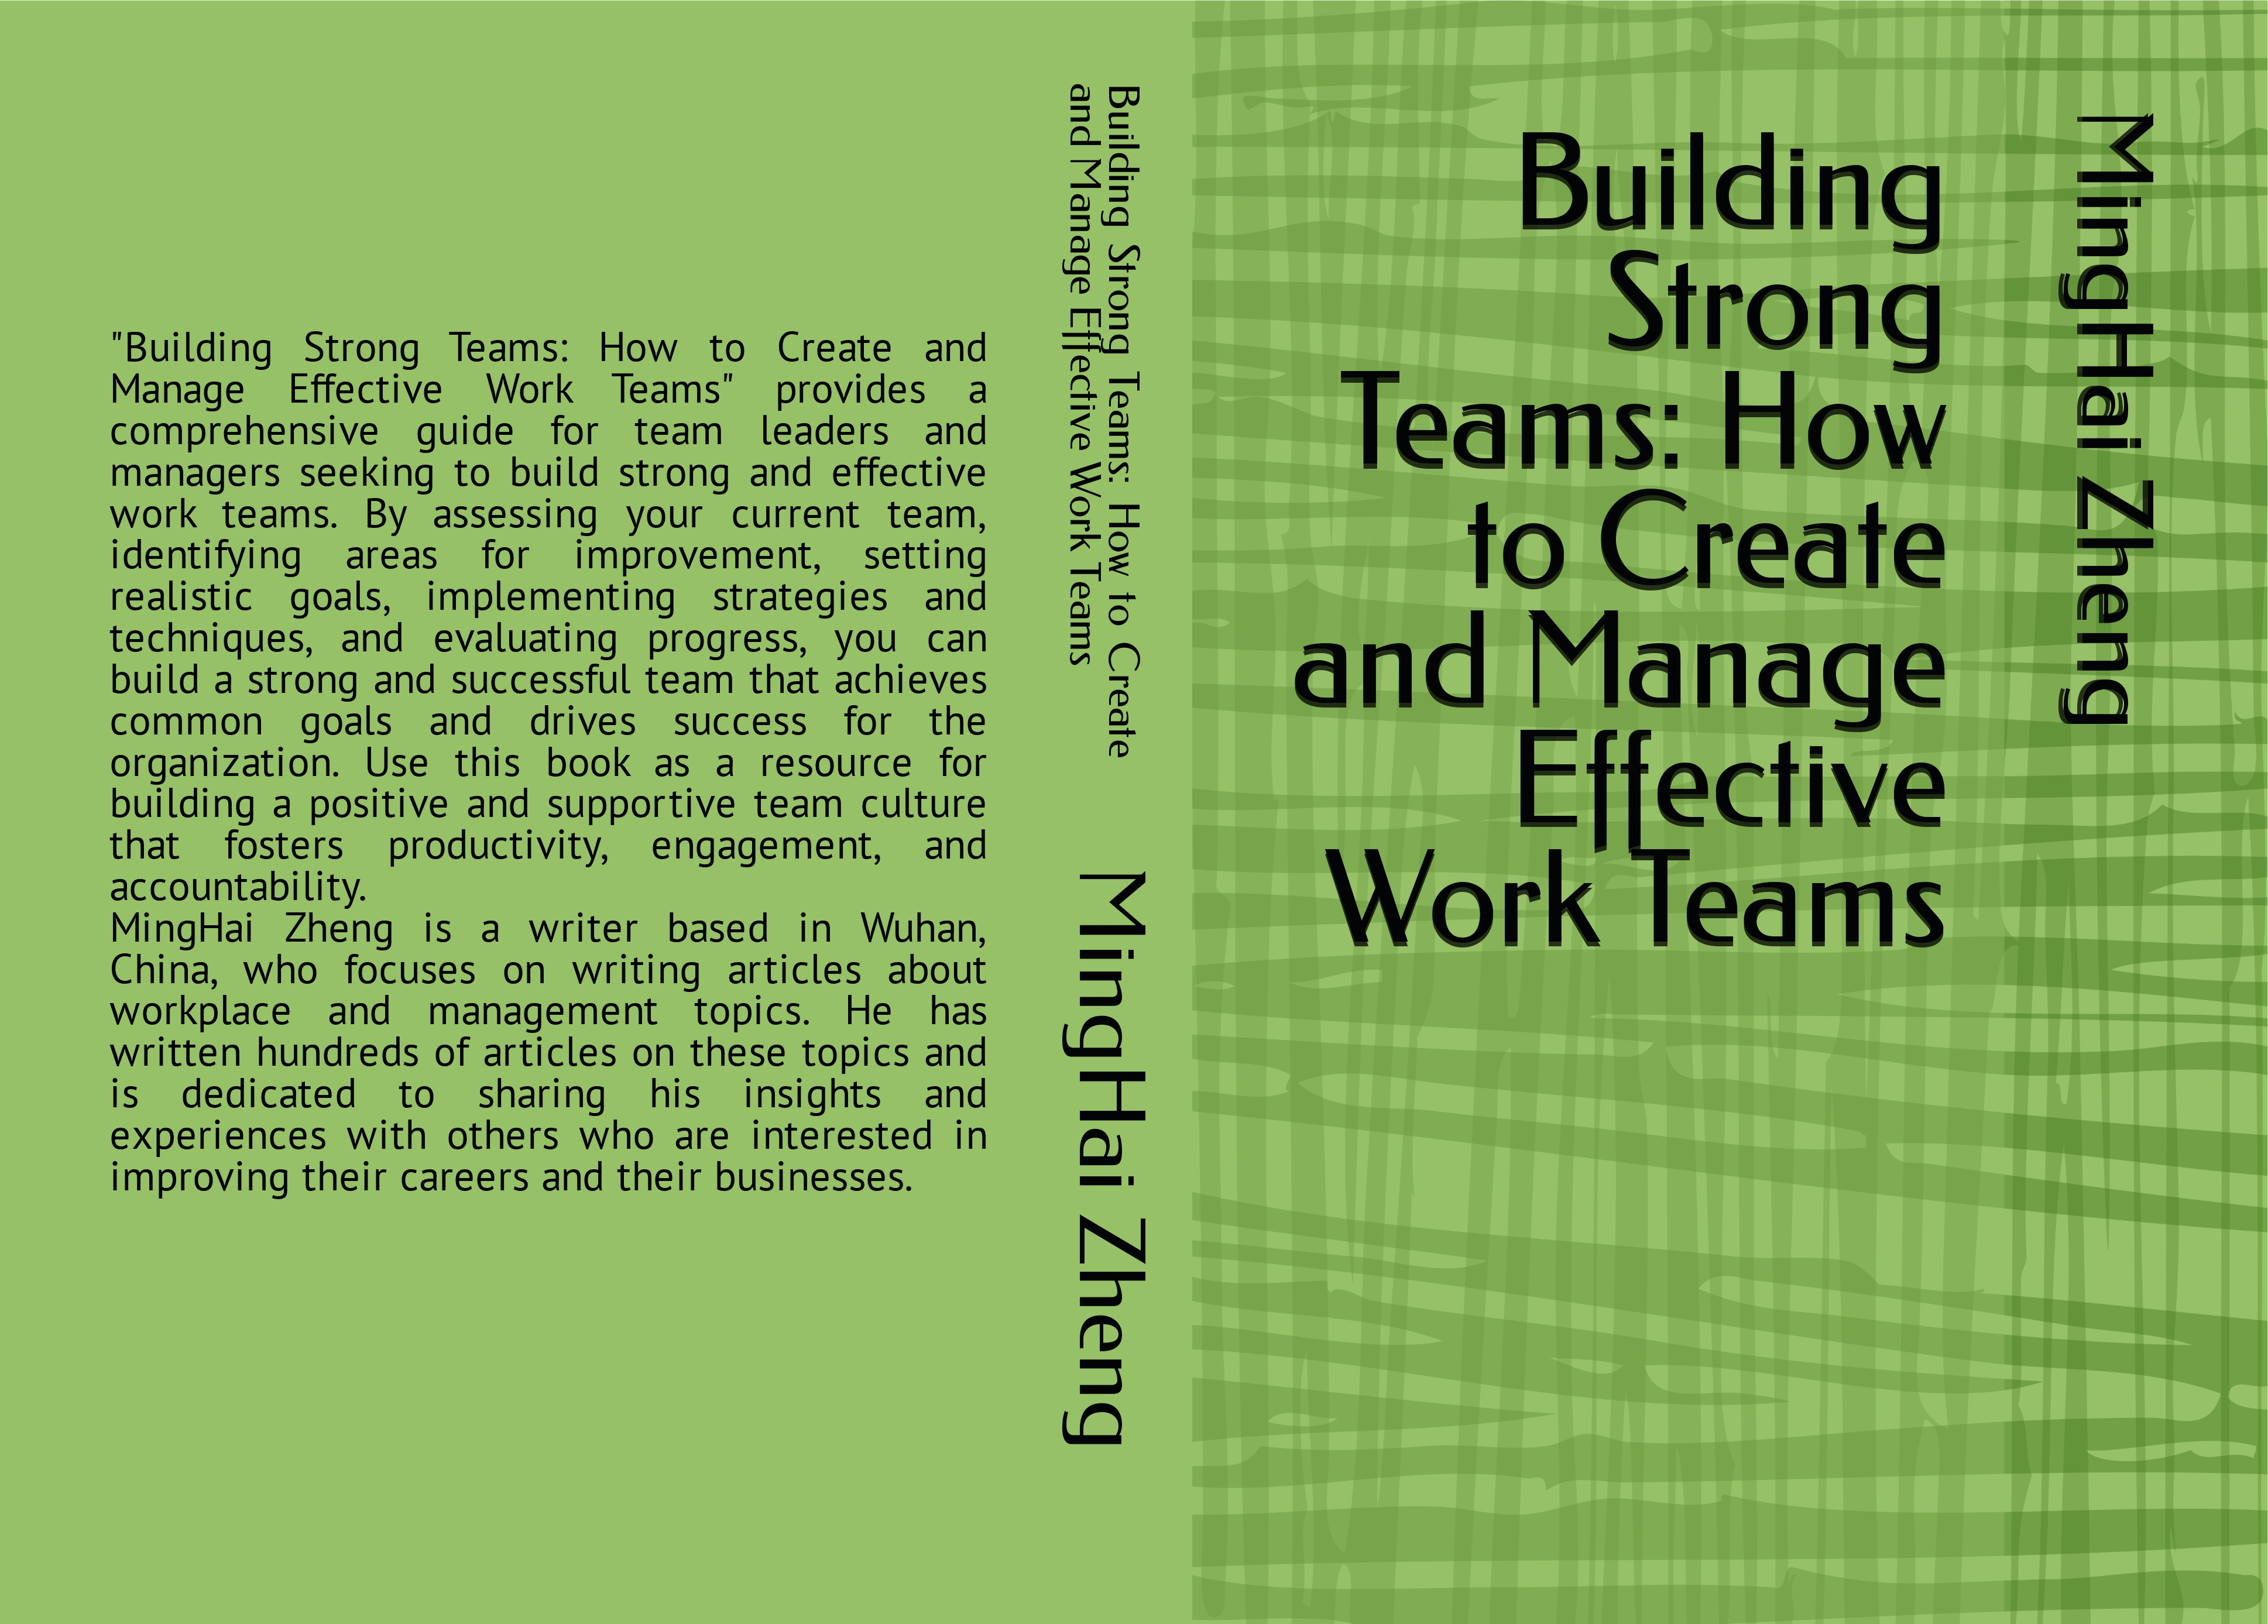 "Building Strong Teams: How to Create and
Manage Effective Work Teams" provides a
comprehensive guide for team leaders and
managers seeking to build strong and effective
work teams. By assessing your current team,
identifying areas for improvement, setting
realistic goals, implementing strategies and
techniques, and evaluating progress, you can
build a strong and successful team that achieves
common goals and drives success for the
organization. Use this book as a resource for
building a positive and supportive team culture
that fosters productivity, engagement, and
accountability.
MingHai Zheng is a writer based in Wuhan,
China, who focuses on writing articles about
workplace and management topics. He has
written hundreds of articles on these topics and
is dedicated to sharing his insights and
experiences with others who are interested in
improving their careers and their businesses.
Building Strong Teams: How to Create
and Manage Effective Work Teams
MingHai Zheng
Building
Strong
Teams: How
to Create
and Manage
Effective
Work Teams
MingHai Zheng